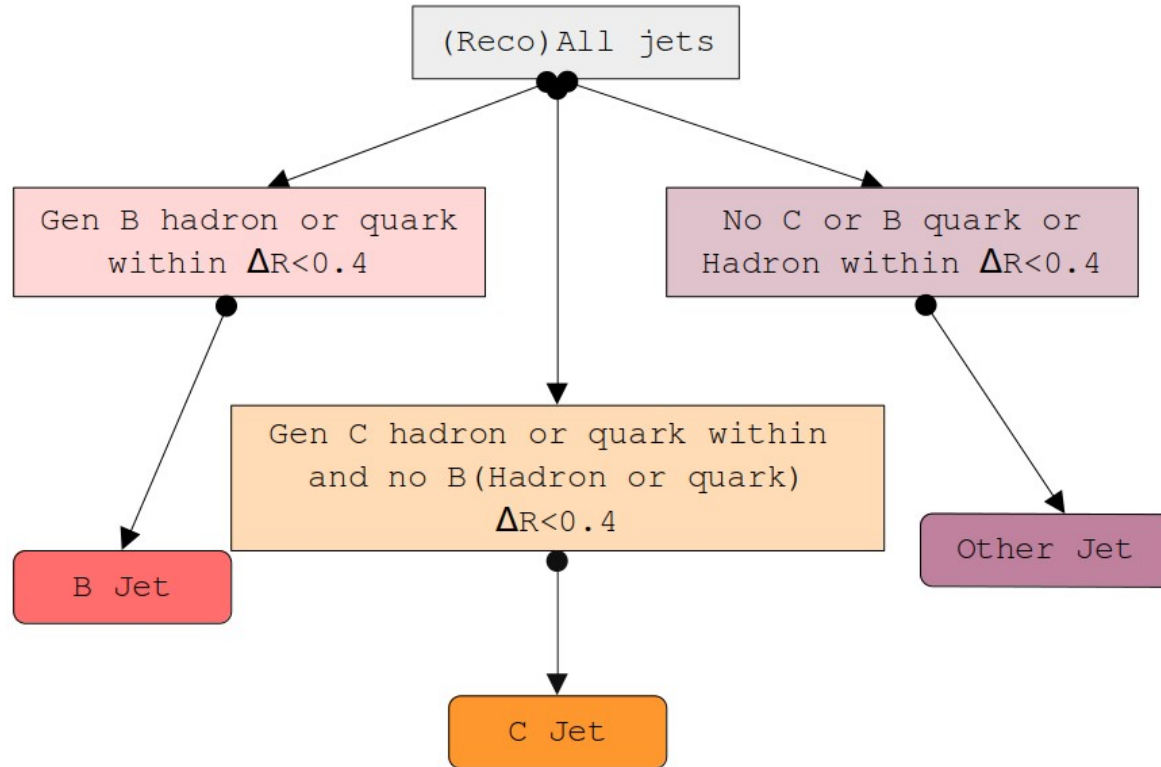 (Reco)All jets
Gen B hadron or quark
within ΔR<0.4
No C or B quark or
Hadron within ΔR<0.4
Gen C hadron or quark within
and no B(Hadron or quark)
ΔR<0.4
B Jet
Other Jet
C Jet